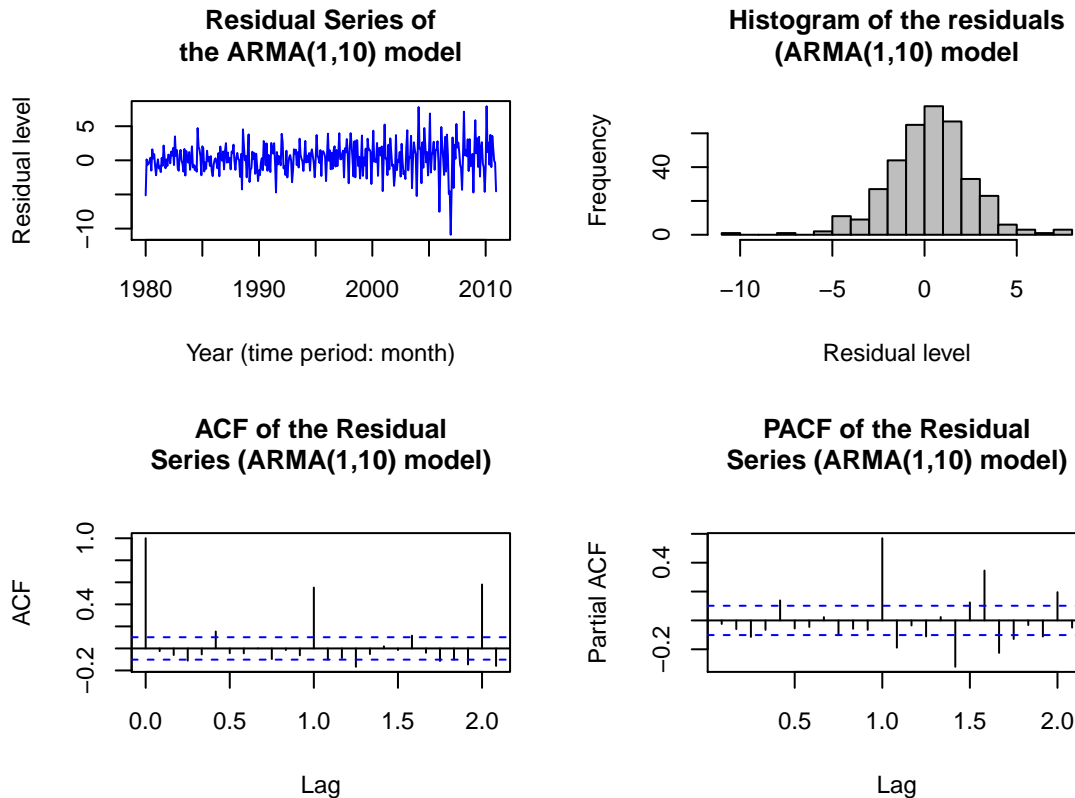 Residual Series of
the ARMA(1,10) model
Residual level
5
0
−10
1980
1990
2000
2010
Year (time period: month)
Histogram of the residuals
(ARMA(1,10) model
Frequency
40
0
−10
−5
0
5
Residual level
ACF of the Residual
Series (ARMA(1,10) model)
ACF
1.0
0.4
−0.2
0.0
0.5
1.0
1.5
2.0
Lag
PACF of the Residual
Series (ARMA(1,10) model)
Partial ACF
0.4
−0.2
0.5
1.0
1.5
2.0
Lag